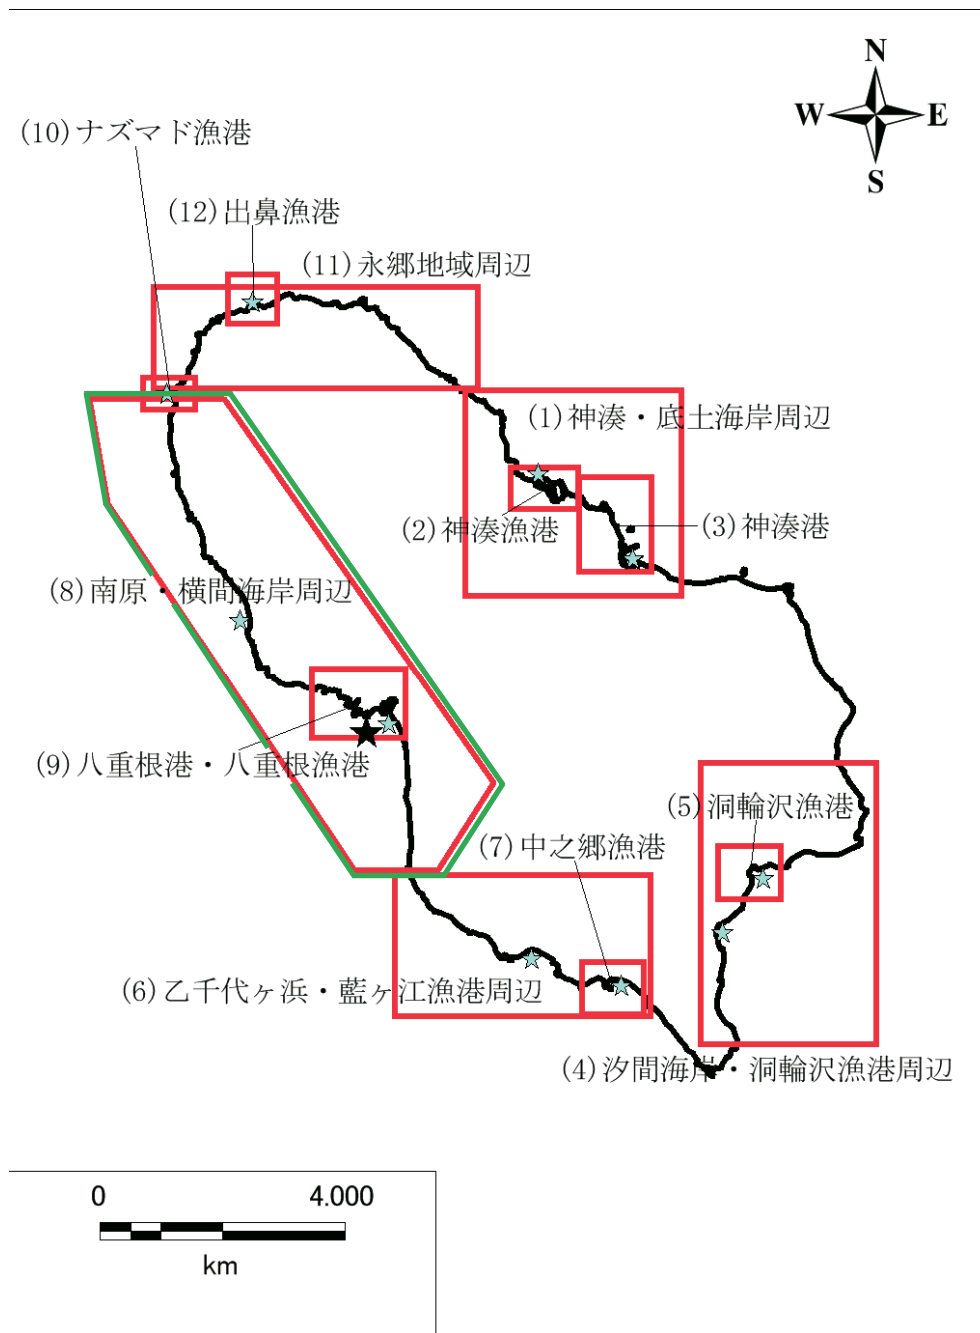 N
W E
S
(10)ナズマド漁港
(12)出鼻漁港
(11)永郷地域周辺
(1)神湊・底土海岸周辺
(2)神湊漁港
(3)神湊港
(8)南原・横間海岸周辺
(9)八重根港・八重根漁港
(5)洞輪沢漁港
(7)中之郷漁港
(6)乙千代ヶ浜・藍ヶ江漁港周辺
(4)汐間海岸・洞輪沢漁港周辺
0 4.000
km